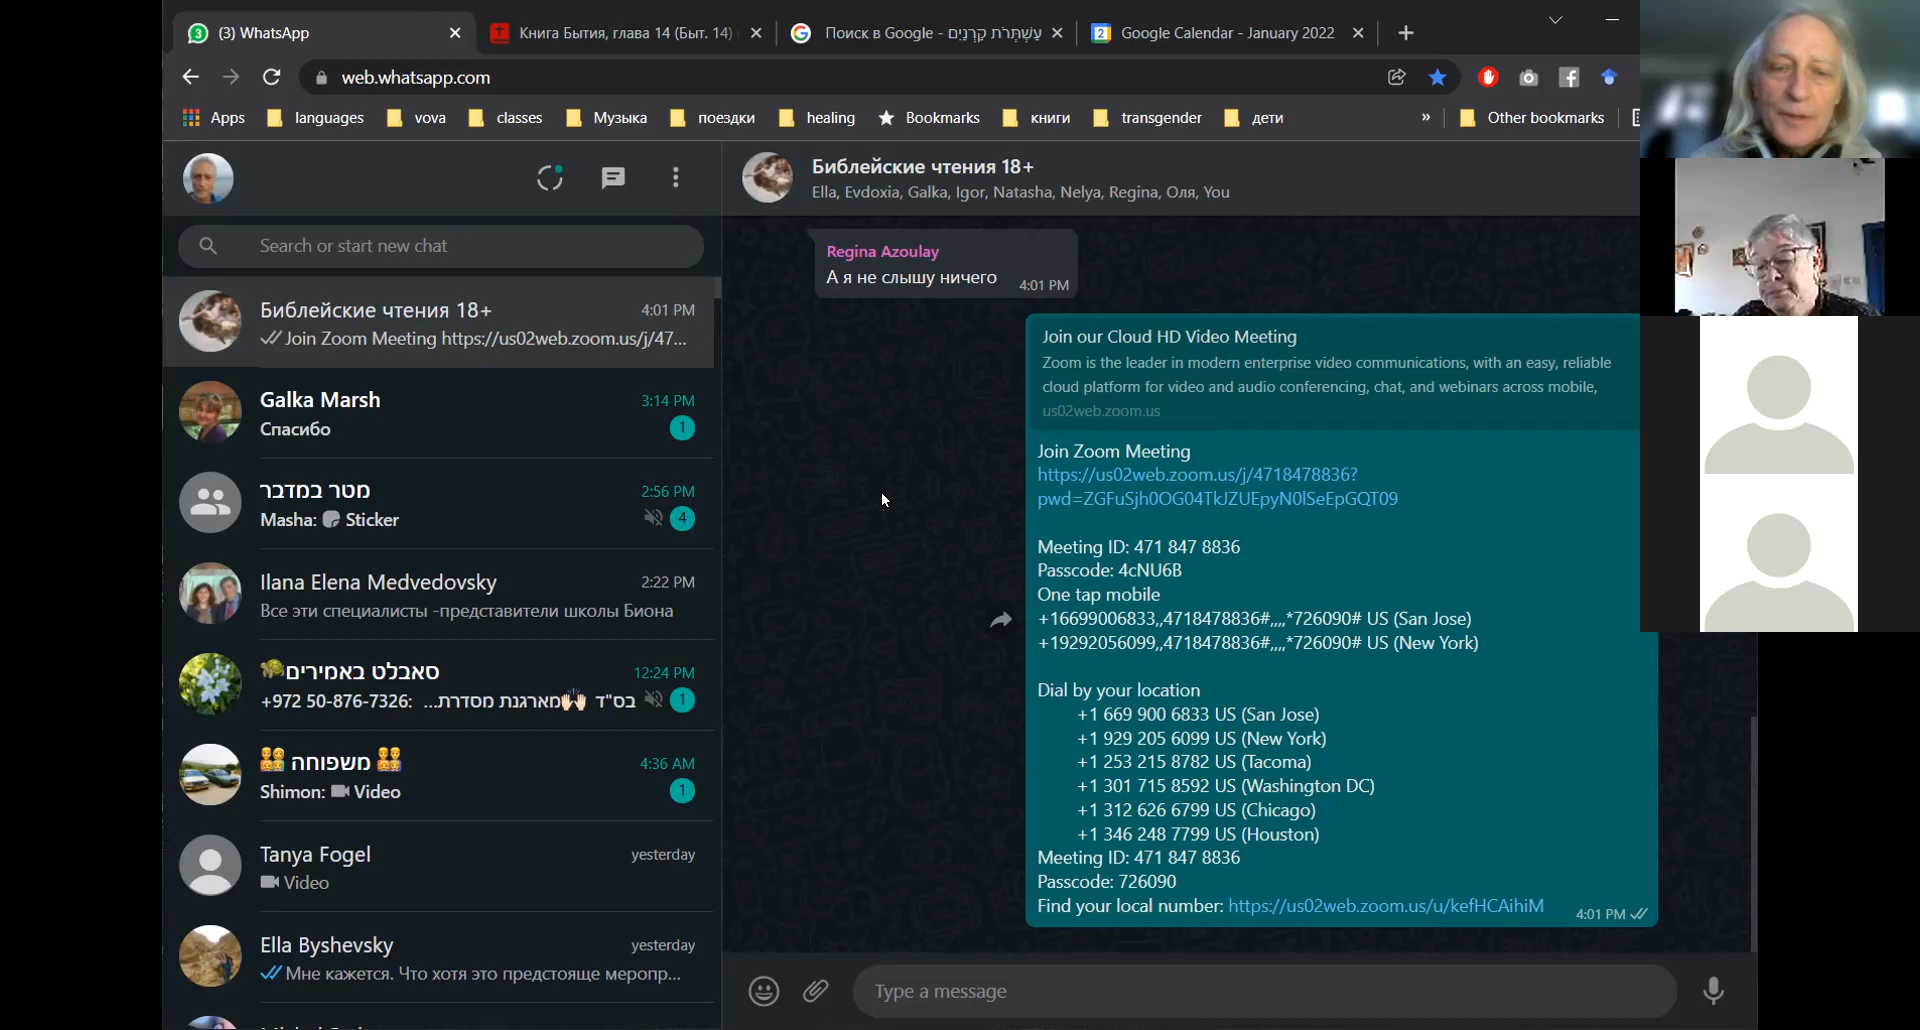 (3) WhatsApp
Книга Бытия, глава 14 (Быт. 14)
Поиск в Google - עַשְׁתְּרֹת קַרְנַיִם
Google Calendar - January 2022
web.whatsapp.com
Apps
languages
vova
classes
Музыка
поездки
healing
Bookmarks
книги
transgender
дети
»
Other bookmarks
Search or start new chat
Библейские чтения 18+
4:01 PM
Join Zoom Meeting https://us02web.zoom.us/j/47...
Galka Marsh
3:14 PM
Спасибо
1
מטר במדבר
2:56 PM
Masha: Sticker
4
Ilana Elena Medvedovsky
2:22 PM
Все эти специалисты -представители школы Биона
סאבלט באמירים
12:24 PM
+972 50-876-7326: בס"ד מארגנת מסדרת...
1
משפוחה
4:36 AM
Shimon: Video
1
Tanya Fogel
yesterday
Video
Ella Byshevsky
yesterday
Мне кажется. Что хотя это предстояще меропр...
Библейские чтения 18+
Ella, Evdoxia, Galka, Igor, Natasha, Nelya, Regina, Оля, You
Regina Azoulay
А я не слышу ничего
4:01 PM
Join our Cloud HD Video Meeting
Zoom is the leader in modern enterprise video communications, with an easy, reliable
cloud platform for video and audio conferencing, chat, and webinars across mobile,
us02web.zoom.us
Join Zoom Meeting
https://us02web.zoom.us/j/4718478836?
pwd=ZGFuSjh0OG04TkJZUEpyN0lSeEpGQT09
Meeting ID: 471 847 8836
Passcode: 4cNU6B
One tap mobile
+16699006833,,4718478836#,,,,*726090# US (San Jose)
+19292056099,,4718478836#,,,,*726090# US (New York)
Dial by your location
+1 669 900 6833 US (San Jose)
+1 929 205 6099 US (New York)
+1 253 215 8782 US (Tacoma)
+1 301 715 8592 US (Washington DC)
+1 312 626 6799 US (Chicago)
+1 346 248 7799 US (Houston)
Meeting ID: 471 847 8836
Passcode: 726090
Find your local number: https://us02web.zoom.us/u/kefHCAihiM
4:01 PM
Type a message